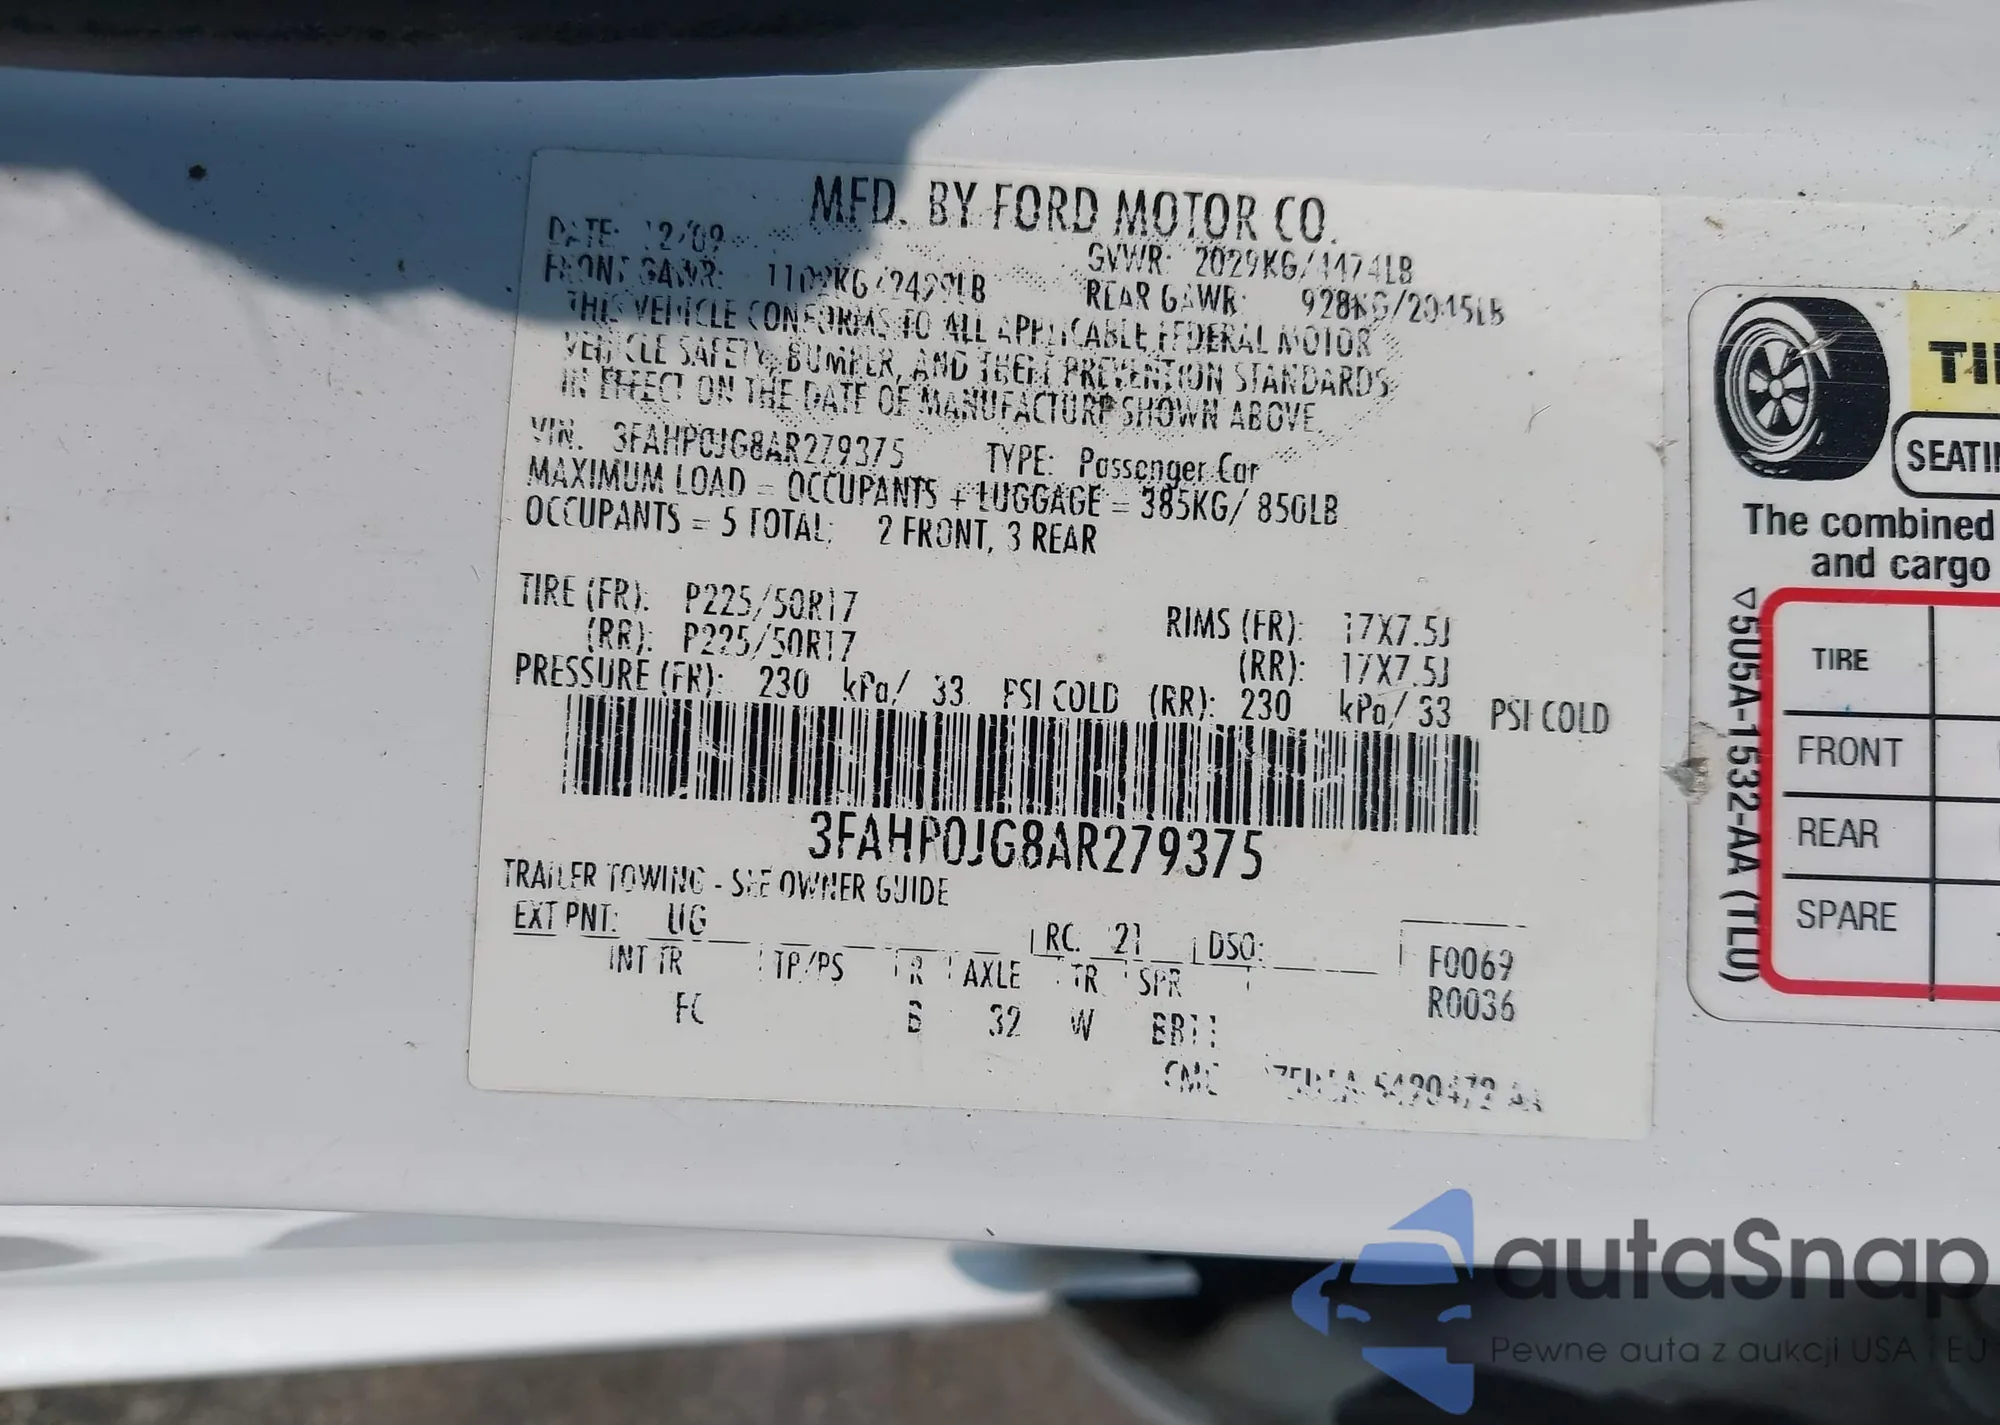 MFD. BY FORD MOTOR CO.
DATE: 12/09
GVWR: 2029KG/4474LB
FRONT GAWR:
REAR GAWR: 928KG/2045LB
THIS VEHICLE CONFORMS TO ALL APPLICABLE FEDERAL MOTOR
VEHICLE SAFETY, BUMPER, AND THEFT PREVENTION STANDARDS
IN EFFECT ON THE DATE OF MANUFACTURE SHOWN ABOVE.
VIN: 3FAHP0JG8AR279375 TYPE: Passenger Car
MAXIMUM LOAD = OCCUPANTS + LUGGAGE = 385KG/ 850LB
OCCUPANTS = 5 TOTAL: 2 FRONT, 3 REAR
TIRE (FR): P225/50R17 RIMS (FR): 17X7.5J
(RR): P225/50R17 (RR): 17X7.5J
PRESSURE (FR): 230 kPa/ 33 PSI COLD (RR): 230 kPa/ 33 PSI COLD
3FAHP0JG8AR279375
TRAILER TOWING - SEE OWNER GUIDE
EXT PNT: UG RC: 21 DSO:
F0069
R0036
INT TR TP/PS R AXLE TR SPR
FC B 32 W
TI
SEATIN
The combined
and cargo
▽5U5A-1532-AA (TLU)
TIRE
FRONT
REAR
SPARE
autaSnap
Pewne auta z aukcji USA i EU